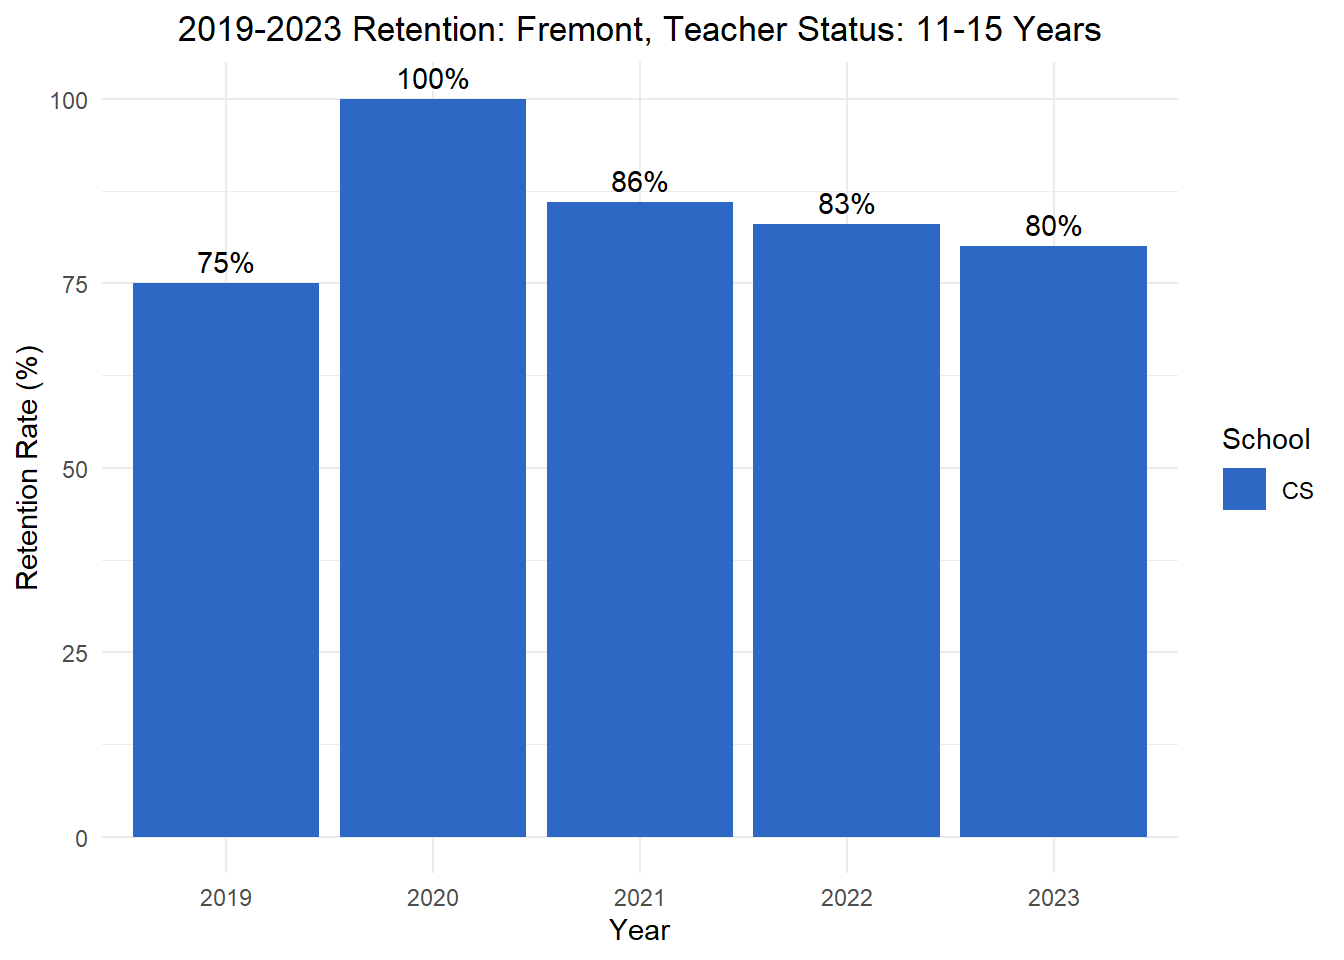 2019-2023 Retention: Fremont, Teacher Status: 11-15 Years
100%
86%
83%
80%
75%
100
75
50
25
0
Retention Rate (%)
2019 2020 2021 2022 2023
Year
School
CS